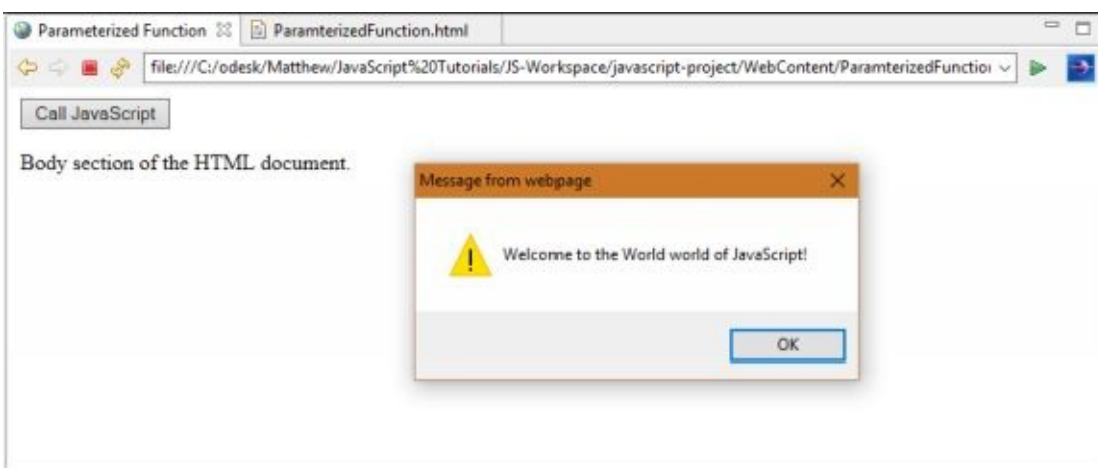 Parameterized Function
ParamterizedFunction.html
file:///C:/odesk/Matthew/JavaScript%20Tutorials/JS-Workspace/javascript-project/WebContent/ParamterizedFunctio
Call JavaScript
Body section of the HTML document.
Message from webpage
Welcome to the World world of JavaScript!
OK